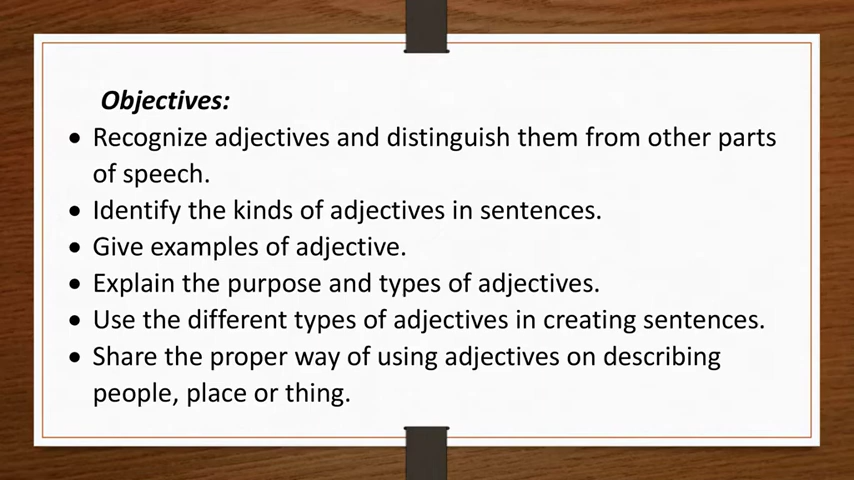 Objectives:
• Recognize adjectives and distinguish them from other parts
of speech.
• Identify the kinds of adjectives in sentences.
• Give examples of adjective.
• Explain the purpose and types of adjectives.
• Use the different types of adjectives in creating sentences.
• Share the proper way of using adjectives on describing
people, place or thing.